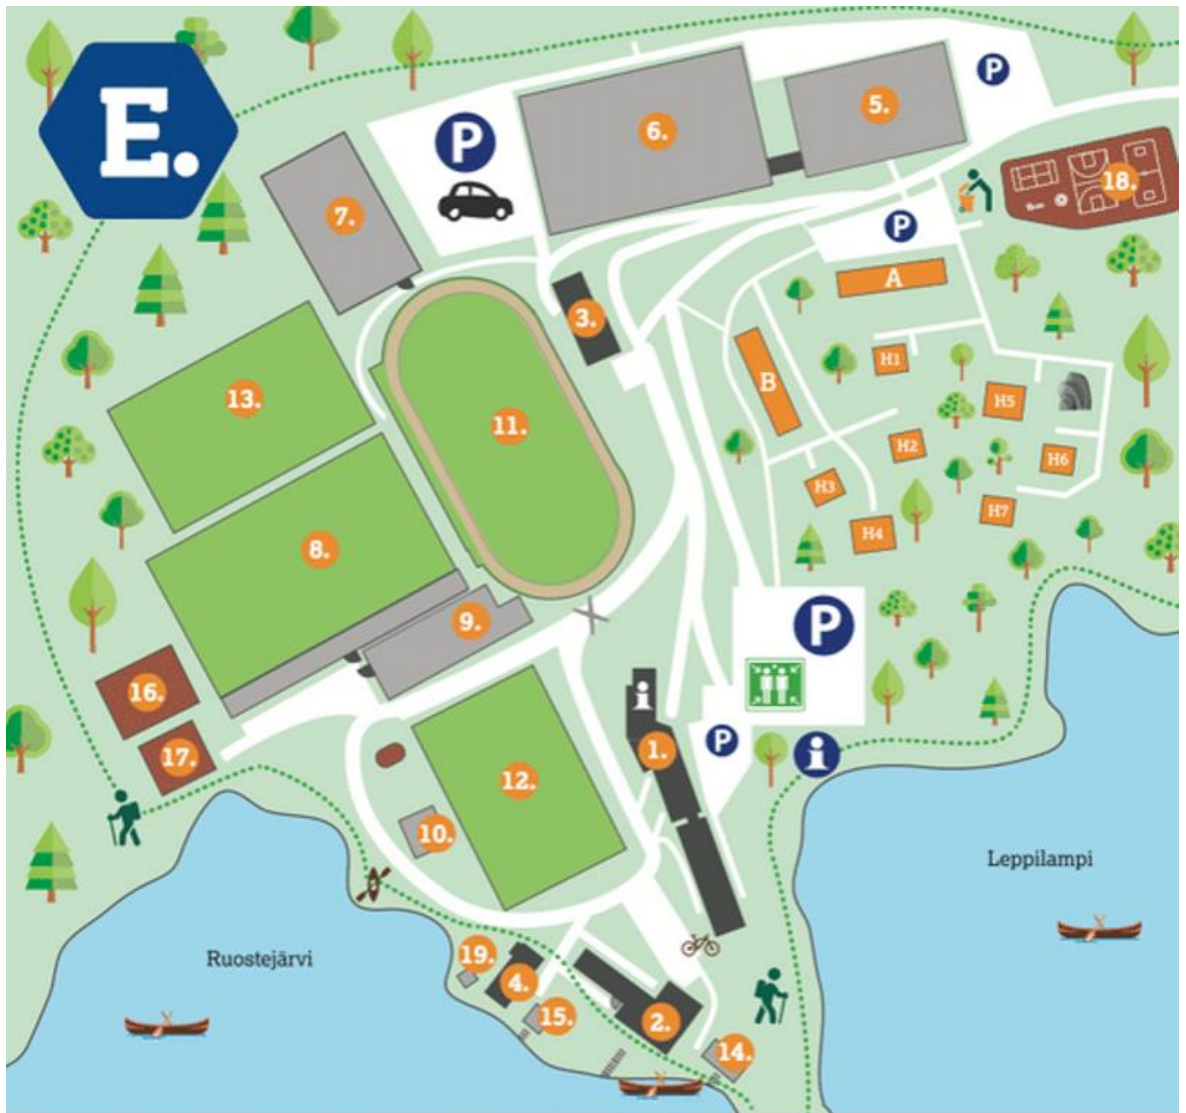 E.
P
6.
5.
P
7.
18.
P
A
3.
H1
B
13.
11.
H5
H2
H6
H3
H7
H4
8.
9.
P
i
16.
1.
P
i
17.
12.
10.
Leppilampi
Ruostejärvi
19.
4.
15.
2.
14.